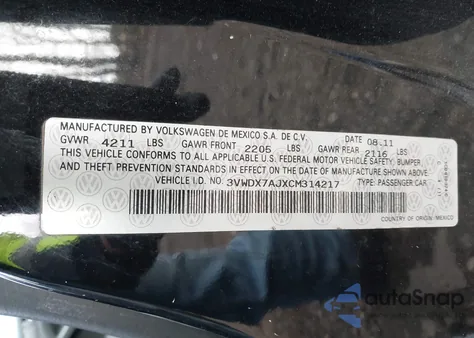 MANUFACTURED BY VOLKSWAGEN DE MEXICO S.A. DE C.V. DATE 08.11
GVWR 4211 LBS GAWR FRONT 2205 LBS. GAWR REAR 2116 LBS.
THIS VEHICLE CONFORMS TO ALL APPLICABLE U.S. FEDERAL MOTOR VEHICLE SAFETY, BUMPER,
AND THEFT PREVENTION STANDARDS IN EFFECT ON THE DATE OF MANUFACTURE SHOWN ABOVE.
VEHICLE I.D. NO. 3VWDX7AJXCM314217 TYPE: PASSENGER CAR
COUNTRY OF ORIGIN / MEXICO
autoSnap